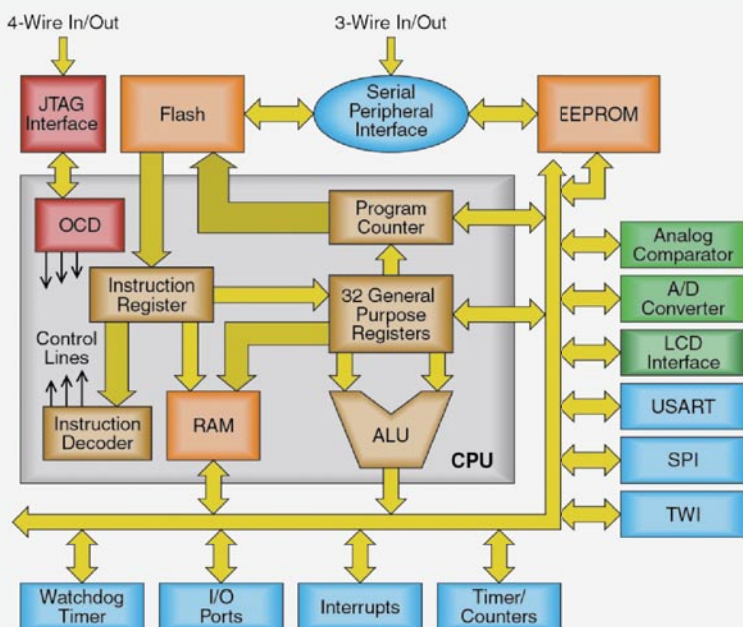 4-Wire In/Out
3-Wire In/Out
JTAG
Interface
Flash
Serial
Peripheral
Interface
EEPROM
OCD
Program
Counter
Analog
Comparator
Instruction
Register
32 General
Purpose
Registers
A/D
Converter
Control
Lines
LCD
Interface
Instruction
Decoder
RAM
ALU
USART
CPU
SPI
TWI
Watchdog
Timer
I/O
Ports
Interrupts
Timer/
Counters